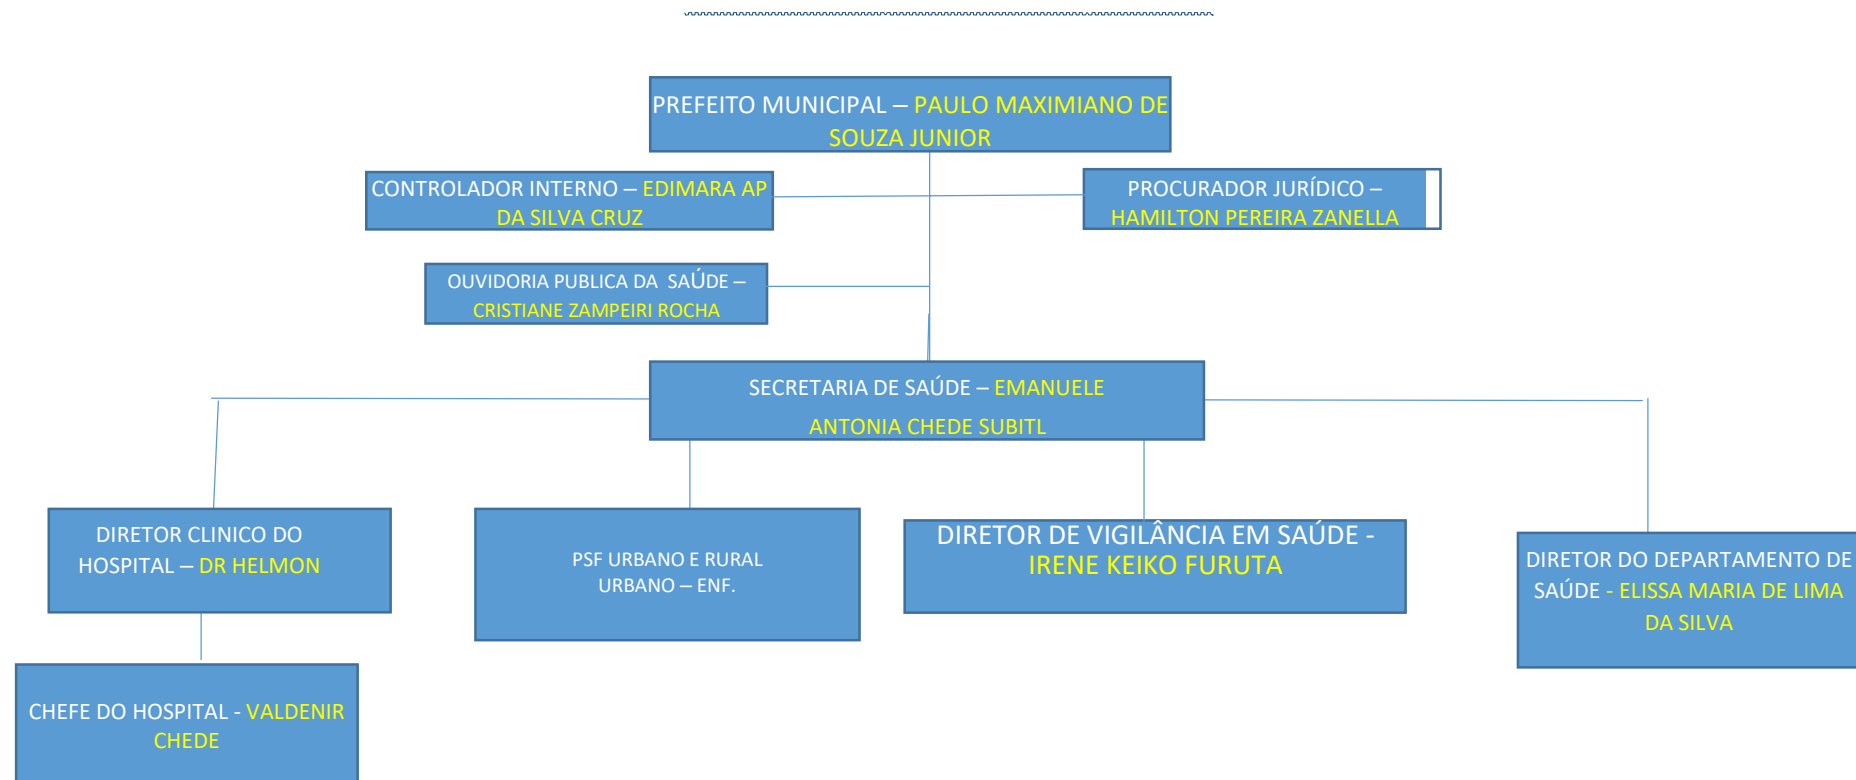 PREFEITO MUNICIPAL – PAULO MAXIMIANO DE
SOUZA JUNIOR
CONTROLADOR INTERNO – EDIMARA AP
DA SILVA CRUZ
PROCURADOR JURÍDICO –
HAMILTON PEREIRA ZANELLA
OUVIDORIA PUBLICA DA SAÚDE –
CRISTIANE ZAMPEIRI ROCHA
SECRETARIA DE SAÚDE – EMANUELE
ANTONIA CHEDE SUBITL
DIRETOR CLINICO DO
HOSPITAL – DR HELMON
PSF URBANO E RURAL
URBANO – ENF.
DIRETOR DE VIGILÂNCIA EM SAÚDE -
IRENE KEIKO FURUTA
DIRETOR DO DEPARTAMENTO DE
SAÚDE - ELISSA MARIA DE LIMA
DA SILVA
CHEFE DO HOSPITAL - VALDENIR
CHEDE